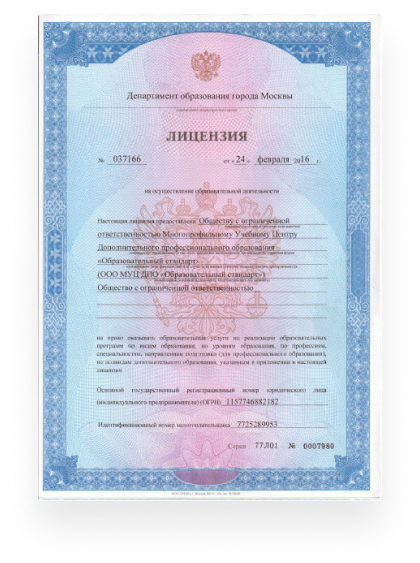 Департамент образования города Москвы
ЛИЦЕНЗИЯ
№ 037166 от « 24 » февраля 2016 г.
на осуществление образовательной деятельности
Настоящая лицензия предоставлена Обществу с ограниченной
ответственностью Многопрофильному Учебному Центру
Дополнительного профессионального образования
«Образовательный стандарт»
(ООО МУЦ ДПО «Образовательный стандарт»)
Общество с ограниченной ответственностью
на право оказывать образовательные услуги по реализации образовательных
программ по видам образования, по уровням образования, по профессиям,
специальностям, направлениям подготовки (для профессионального образования),
по подвидам дополнительного образования, указанным в приложении к настоящей
лицензии
Основной государственный регистрационный номер юридического лица
(индивидуального предпринимателя) (ОГРН) 1157746882182
Идентификационный номер налогоплательщика 7725289953
Серия 77Л01 № 0007980